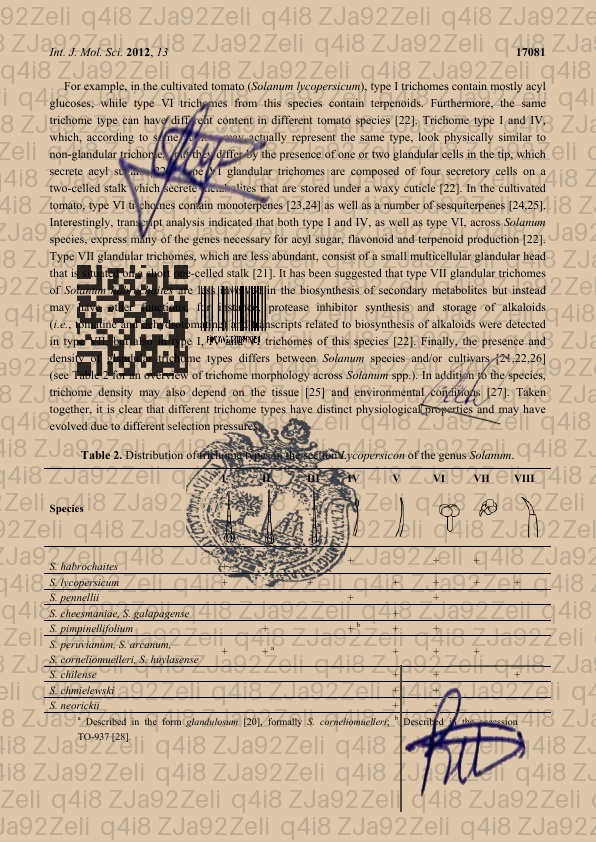 Int. J. Mol. Sci. 2012, 13 17081
For example, in the cultivated tomato (Solanum lycopersicum), type I trichomes contain mostly acyl
glucoses, while type VI trichomes from this species contain terpenoids. Furthermore, the same
trichome type can have different content in different tomato species [22]. Trichome type I and IV,
which, according to some may actually represent the same type, look physically similar to
non-glandular trichomes, but they differ by the presence of one or two glandular cells in the tip, which
secrete acyl VI glandular trichomes are composed of four secretory cells on a
two-celled stalk which secrete metabolites that are stored under a waxy cuticle [22]. In the cultivated
tomato, type VI trichomes contain monoterpenes [23,24] as well as a number of sesquiterpenes [24,25].
Interestingly, transcript analysis indicated that both type I and IV, as well as type VI, across Solanum
species, express many of the genes necessary for acyl sugar, flavonoid and terpenoid production [22].
Type VII glandular trichomes, which are less abundant, consist of a small multicellular glandular head
that is situated on a short one-celled stalk [21]. It has been suggested that type VII glandular trichomes
of Solanum habrochaites are less involved in the biosynthesis of secondary metabolites but instead
may have other functions, for instance, protease inhibitor synthesis and storage of alkaloids
(i.e., tomatine and dehydrotomatine) transcripts related to biosynthesis of alkaloids were detected
in type VII, but also in type I, IV and VI trichomes of this species [22]. Finally, the presence and
density of glandular trichome types differs between Solanum species and/or cultivars [21,22,26]
(see Table 2 for an overview of trichome morphology across Solanum spp.). In addition to the species,
trichome density may also depend on the tissue [25] and environmental conditions [27]. Taken
together, it is clear that different trichome types have distinct physiological properties and may have
evolved due to different selection pressures.
Table 2. Distribution of trichome types in the section Lycopersicon of the genus Solanum.
Species I II III IV V VI VII VIII
S. habrochaites + + +
S. lycopersicum + + + + + +
S. pennellii + +
S. cheesmaniae, S. galapagense +
S. pimpinellifolium + + b + +
S. peruvianum, S. arcanum,
S. corneliomuelleri, S. huylasense + + a + + +
S. chilense + + +
S. chmielewski + +
S. neorickii + +
a Described in the form glandulosum [20], formally S. corneliomuelleri; b Described in the accession
TO-937 [28].